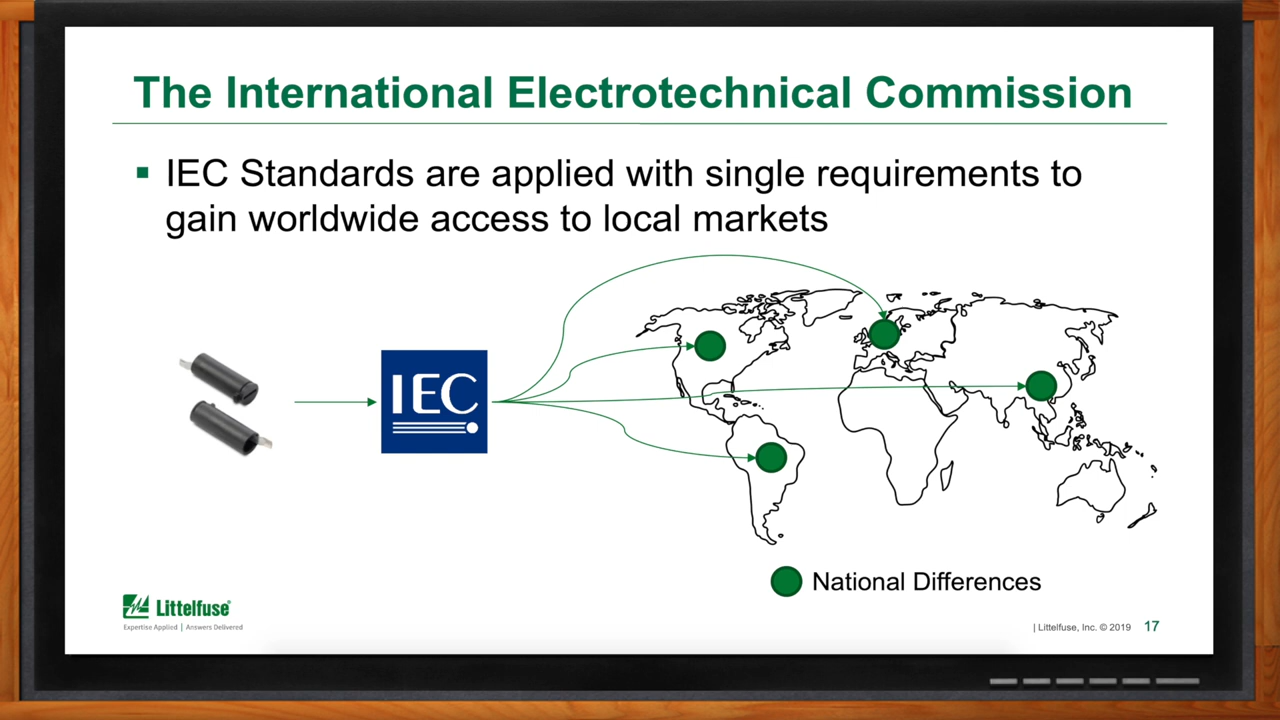 The International Electrotechnical Commission
▪ IEC Standards are applied with single requirements to
gain worldwide access to local markets
IEC
National Differences
Littelfuse®
Expertise Applied | Answers Delivered
| Littelfuse, Inc. © 2019 17